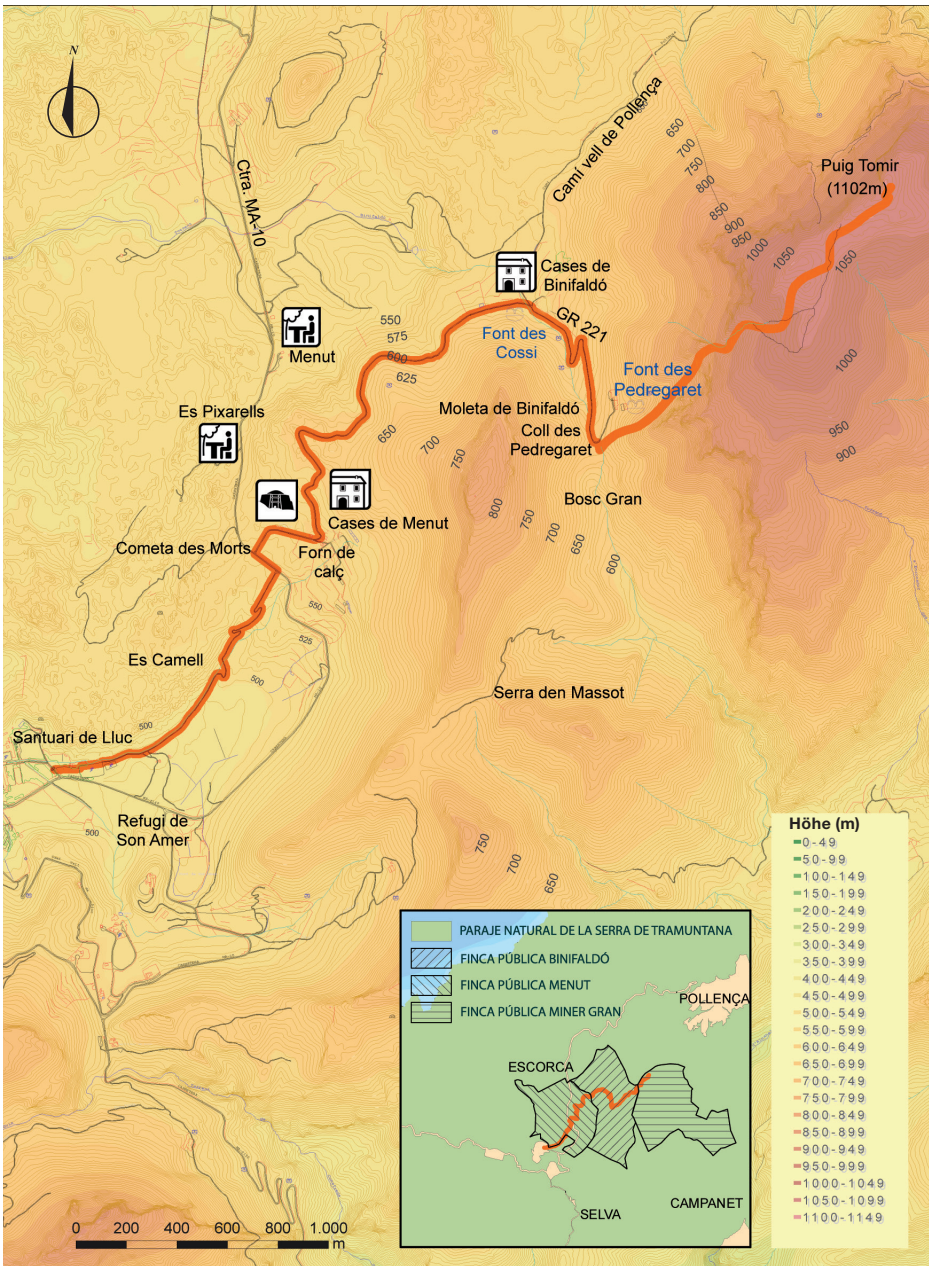 N
Camí vell de Pollença
650
700
750
800
850
900
950
1000
1050
1050
1000
950
900
Puig Tomir
(1102m)
Ctra. MA-10
Cases de
Binifaldó
GR 221
Font des
Cossi
Font des
Pedregaret
550
575
600
625
650
700
750
Menut
Es Pixarells
Moleta de Binifaldó
Coll des
Pedregaret
Bosc Gran
800
750
700
650
600
Cases de Menut
Cometa des Morts
Forn de
calç
550
525
500
Es Camell
Serra den Massot
500
Santuari de Lluc
Refugi de
Son Amer
500
750
700
650
Höhe (m)
0-49
50-99
100-149
150-199
200-249
250-299
300-349
350-399
400-449
450-499
500-549
550-599
600-649
650-699
700-749
750-799
800-849
850-899
900-949
950-999
1000-1049
1050-1099
1100-1149
PARAJE NATURAL DE LA SERRA DE TRAMUNTANA
FINCA PÚBLICA BINIFALDÓ
FINCA PÚBLICA MENUT
FINCA PÚBLICA MINER GRAN
POLLENÇA
ESCORCA
SELVA
CAMPANET
0 200 400 600 800 1.000
m